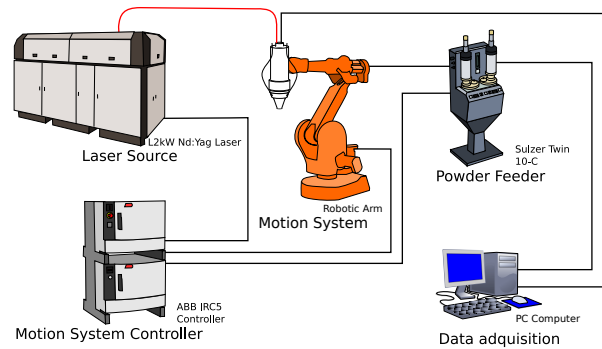 L2kW Nd:Yag Laser
Laser Source
Robotic Arm
Motion System
Sulzer Twin
10-C
Powder Feeder
ABB IRC5
Controller
Motion System Controller
PC Computer
Data adquisition